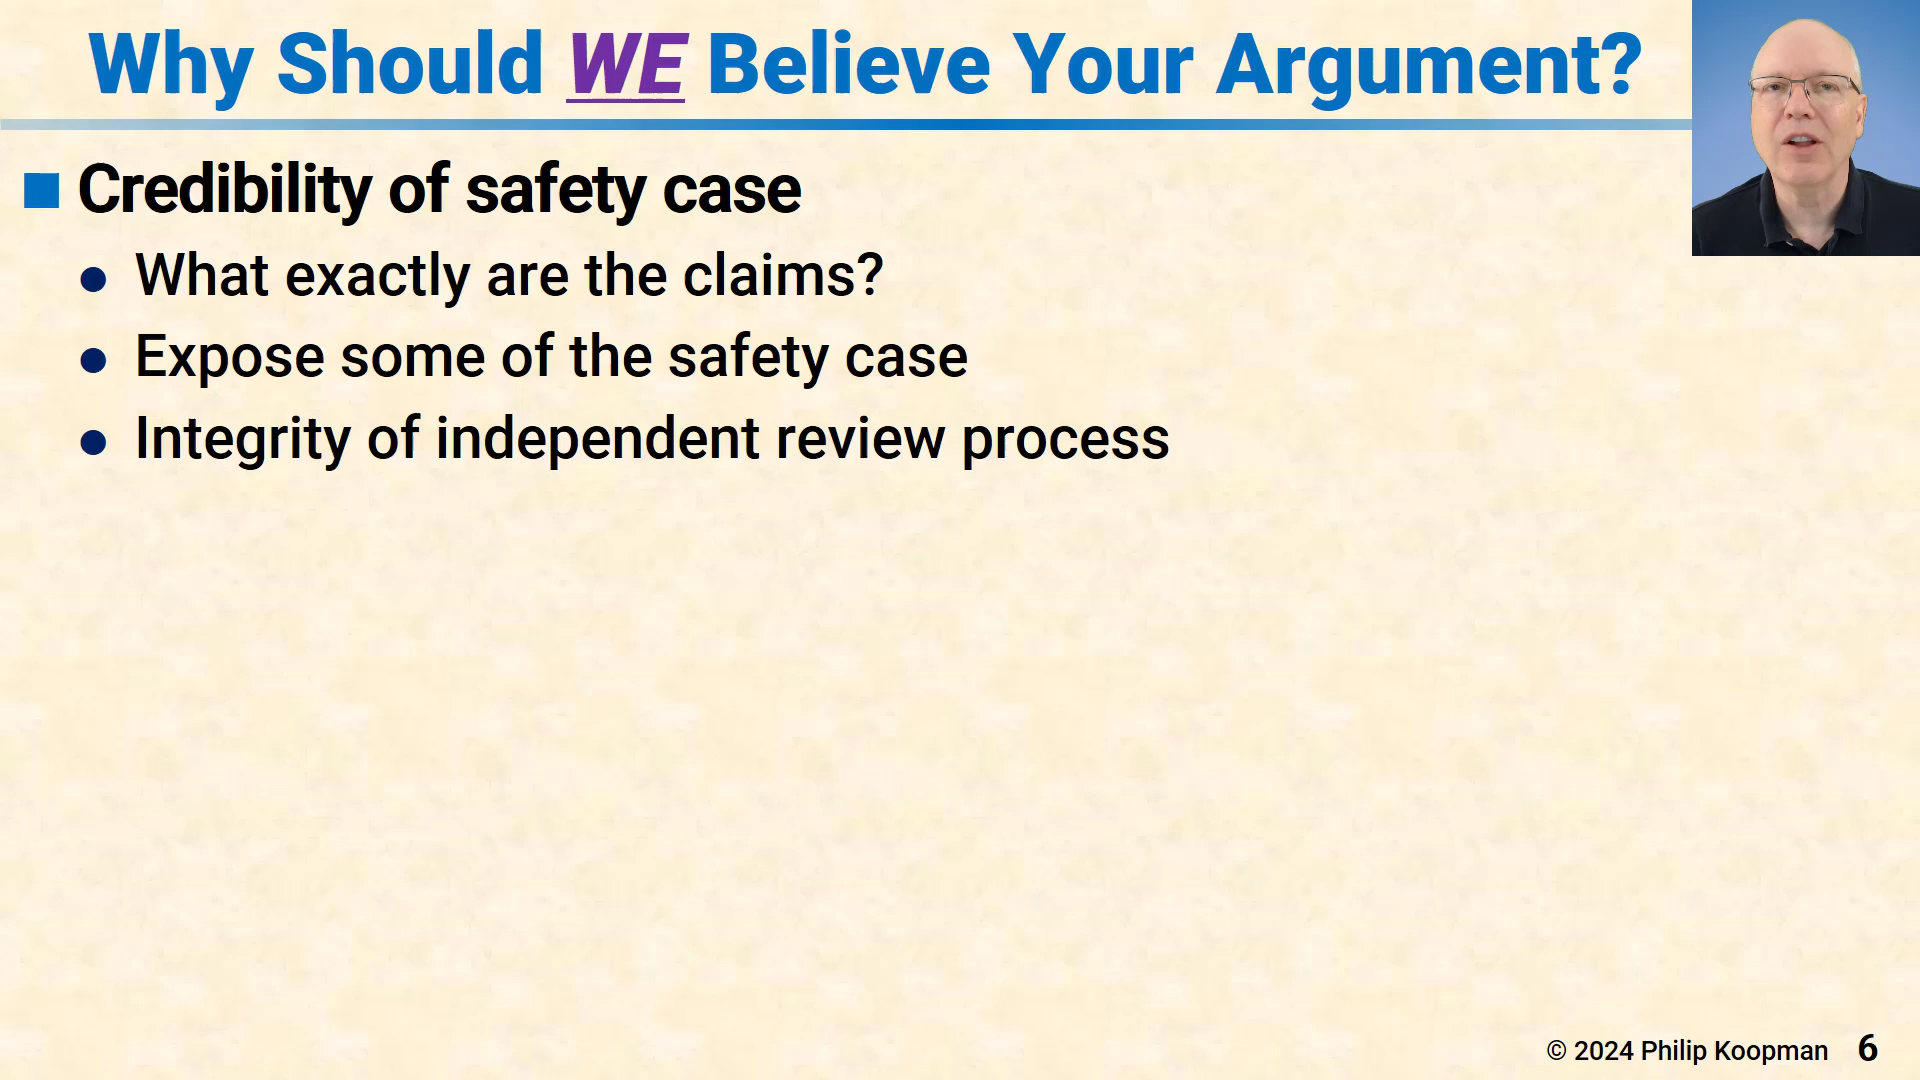 Why Should WE Believe Your Argument?
Credibility of safety case
What exactly are the claims?
Expose some of the safety case
Integrity of independent review process
© 2024 Philip Koopman 6